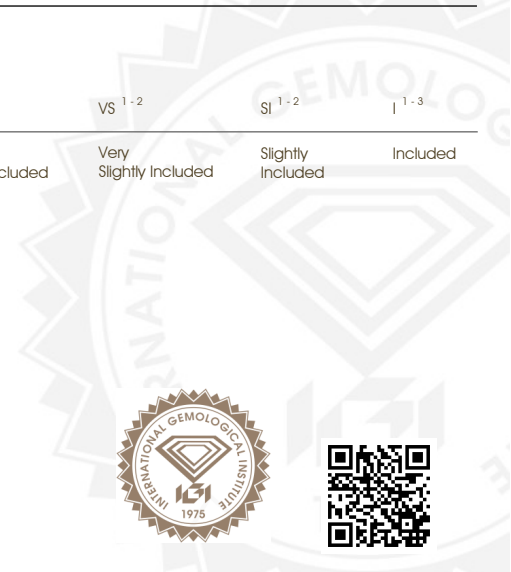 VS 1 - 2
SI 1 - 2
I 1 - 3
cluded
Very
Slightly Included
Slightly
Included
Included
INTERNATIONAL GEMOLOGICAL INSTITUTE
IGI
1975